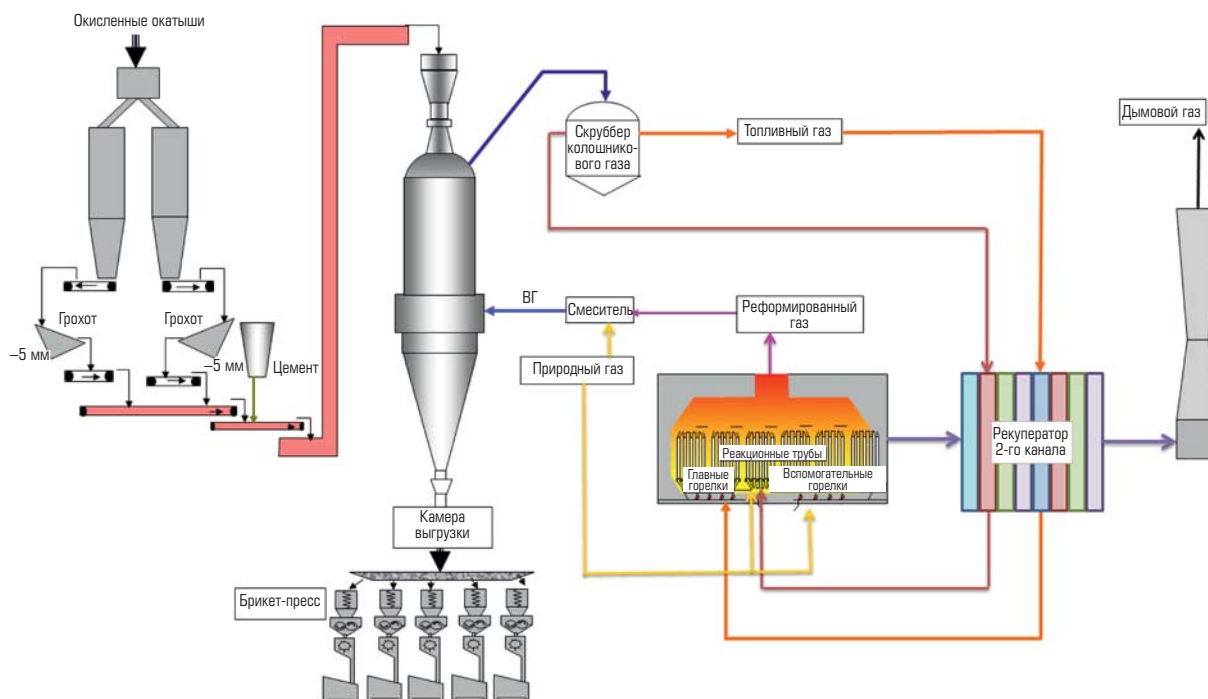 Окисленные окатыши
Грохот
–5 мм
Грохот
–5 мм
Цемент
Скруббер
колошнико-
вого газа
Топливный газ
Дымовой газ
ВГ
Смеситель
Реформированный
газ
Природный газ
Реакционные трубы
Главные
горелки
Вспомогательные
горелки
Рекуператор
2-го канала
Камера
выгрузки
Брикет-пресс